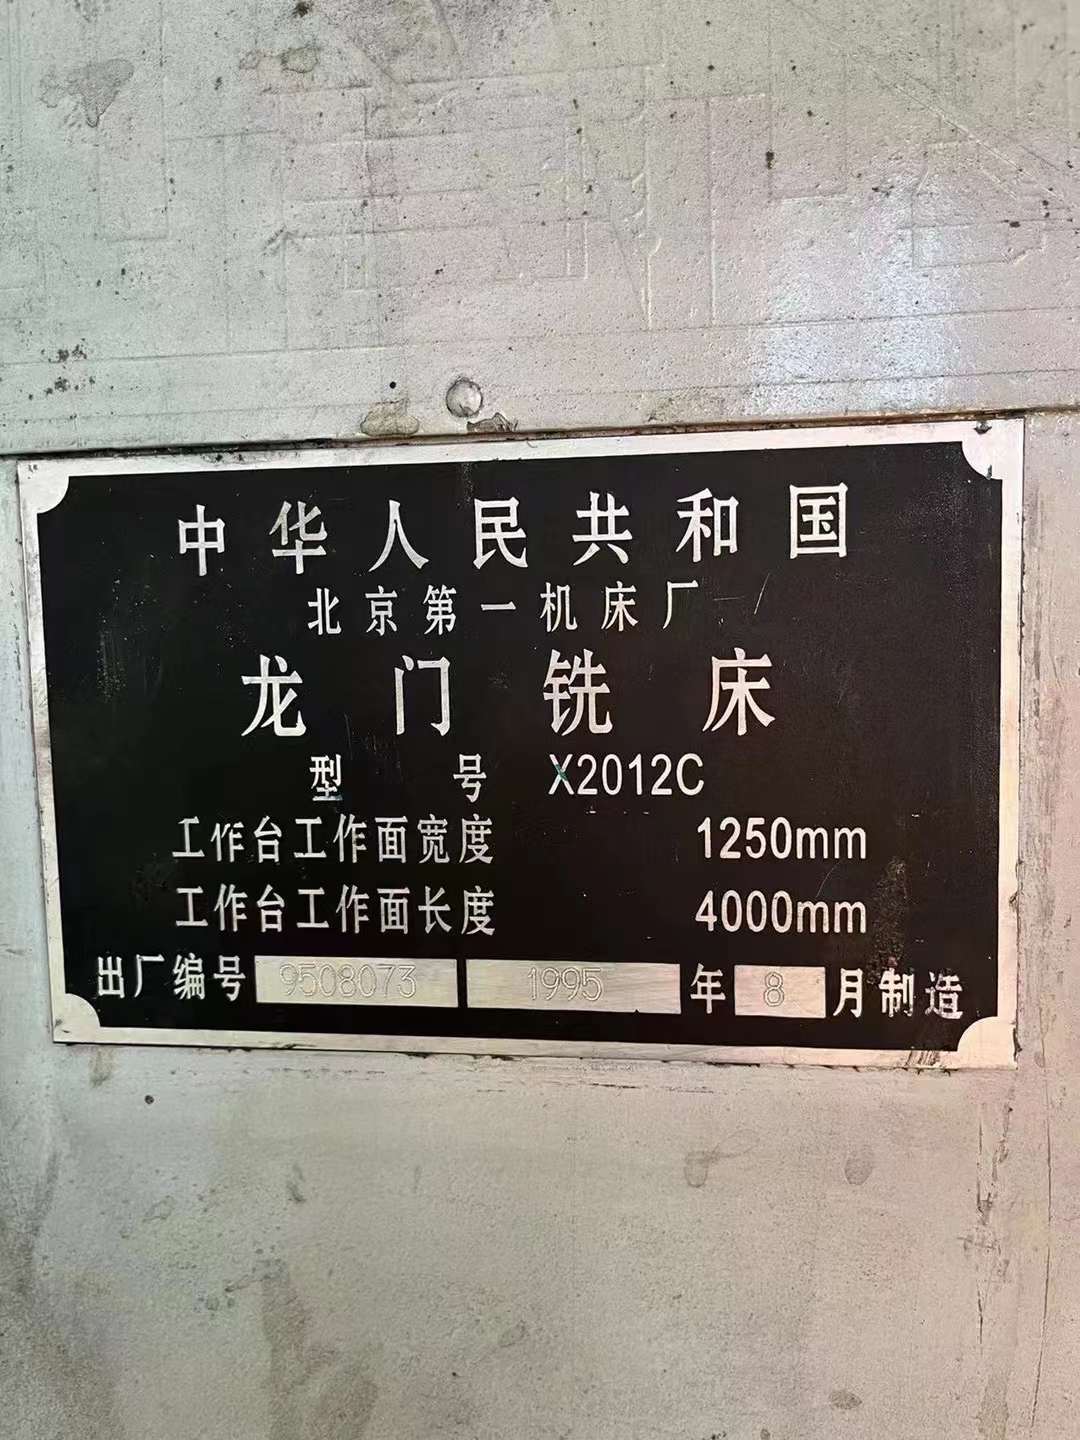 中华人民共和国
北京第一机床厂
龙门铣床
型号 X2012C
工作台工作面宽度 1250mm
工作台工作面长度 4000mm
出厂编号 9508073 1995 年 8 月制造